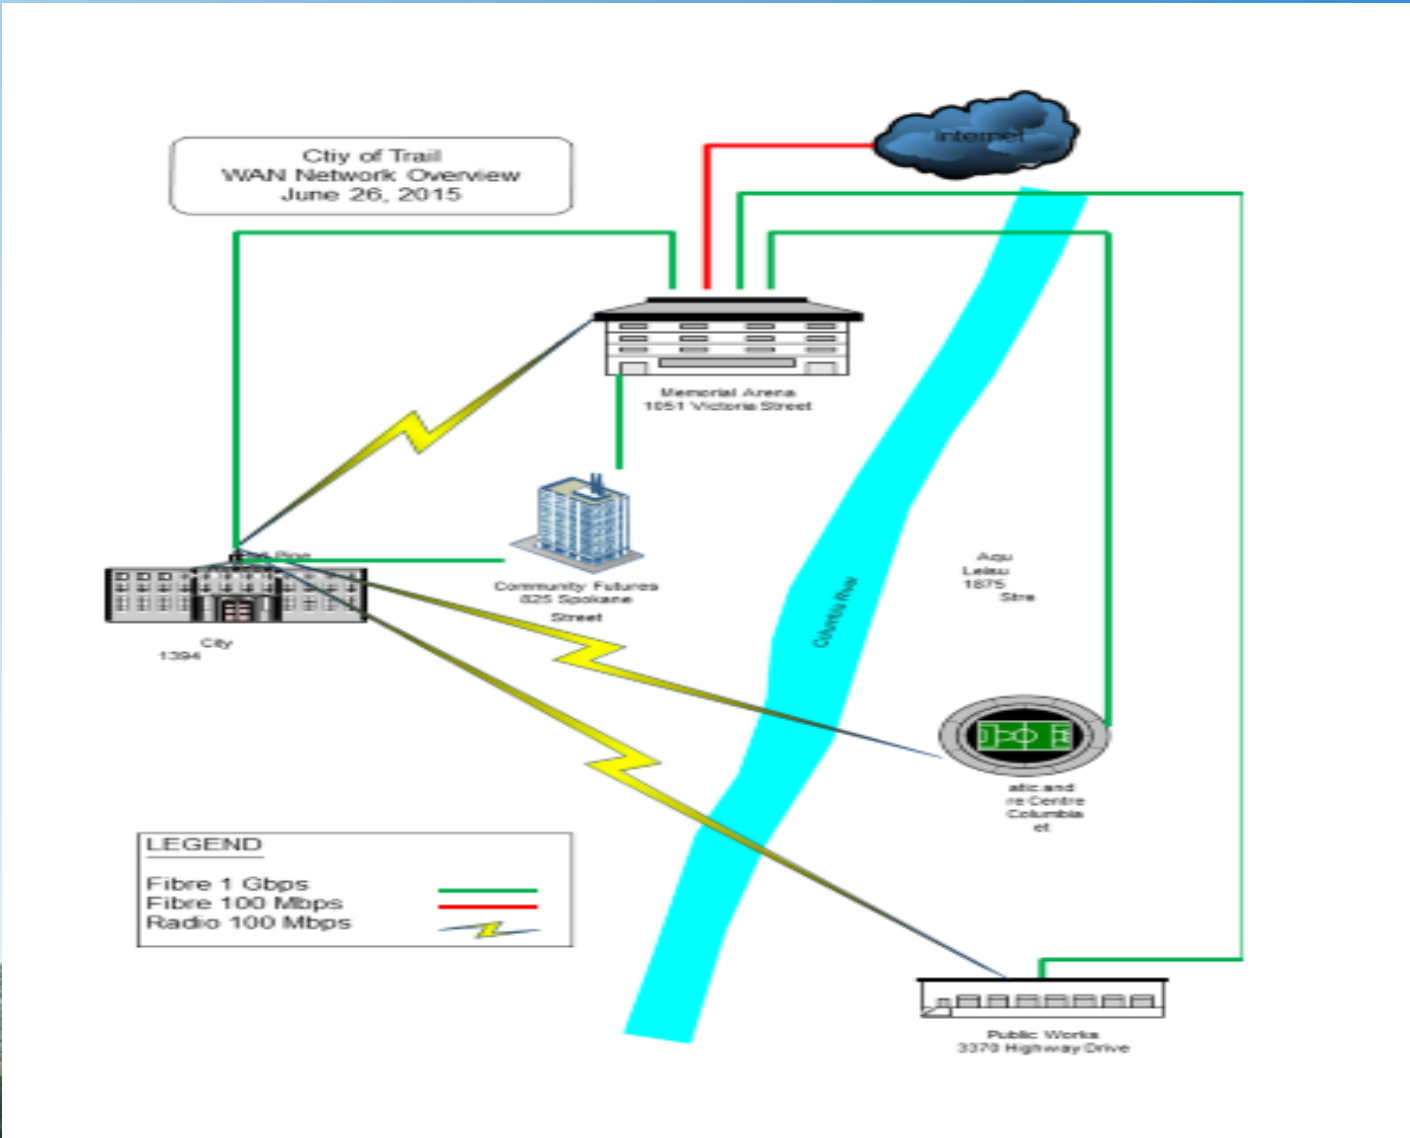 Internet
Ctiy of Trail
WAN Network Overview
June 26, 2015
Memorial Arena
1051 Victoria Street
Pine
Community Futures
825 Spokane
Street
City
1394
Columbia River
Aqu
Leisu
1875
Stre
atic and
re Centre
Columbia
et
LEGEND
Fibre 1 Gbps
Fibre 100 Mbps
Radio 100 Mbps
Public Works
3370 Highway Drive